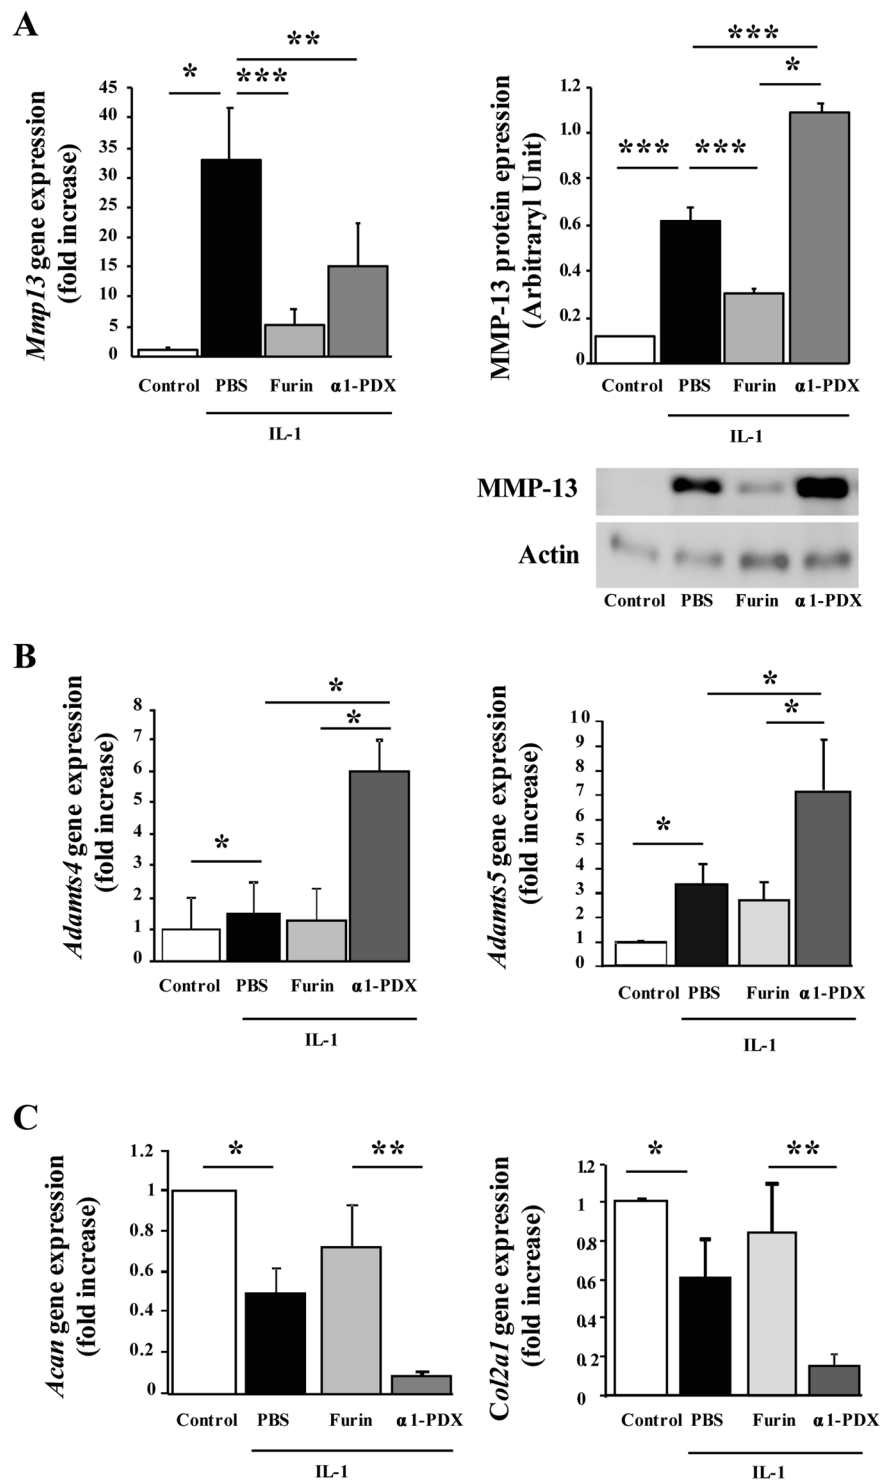 A
*
***
**
Mmp13 gene expression
(fold increase)
45
40
35
30
25
20
15
10
5
0
Control PBS Furin α1-PDX
IL-1
***
*
*** ***
MMP-13 protein epression
(Arbitraryl Unit)
1.2
1.0
0.8
0.6
0.4
0.2
0
Control PBS Furin α1-PDX
IL-1
MMP-13
Actin
Control PBS Furin α1-PDX
B
*
*
*
Adamts4 gene expression
(fold increase)
8
7
6
5
4
3
2
1
0
Control PBS Furin α1-PDX
IL-1
*
*
*
Adamts5 gene expression
(fold increase)
10
9
8
7
6
5
4
3
2
1
0
Control PBS Furin α1-PDX
IL-1
C
* **
Acan gene expression
(fold increase)
1.2
1
0.8
0.6
0.4
0.2
0
Control PBS Furin α1-PDX
IL-1
* **
Col2a1 gene expression
(fold increase)
1.2
1
0.8
0.6
0.4
0.2
0
Control PBS Furin α1-PDX
IL-1